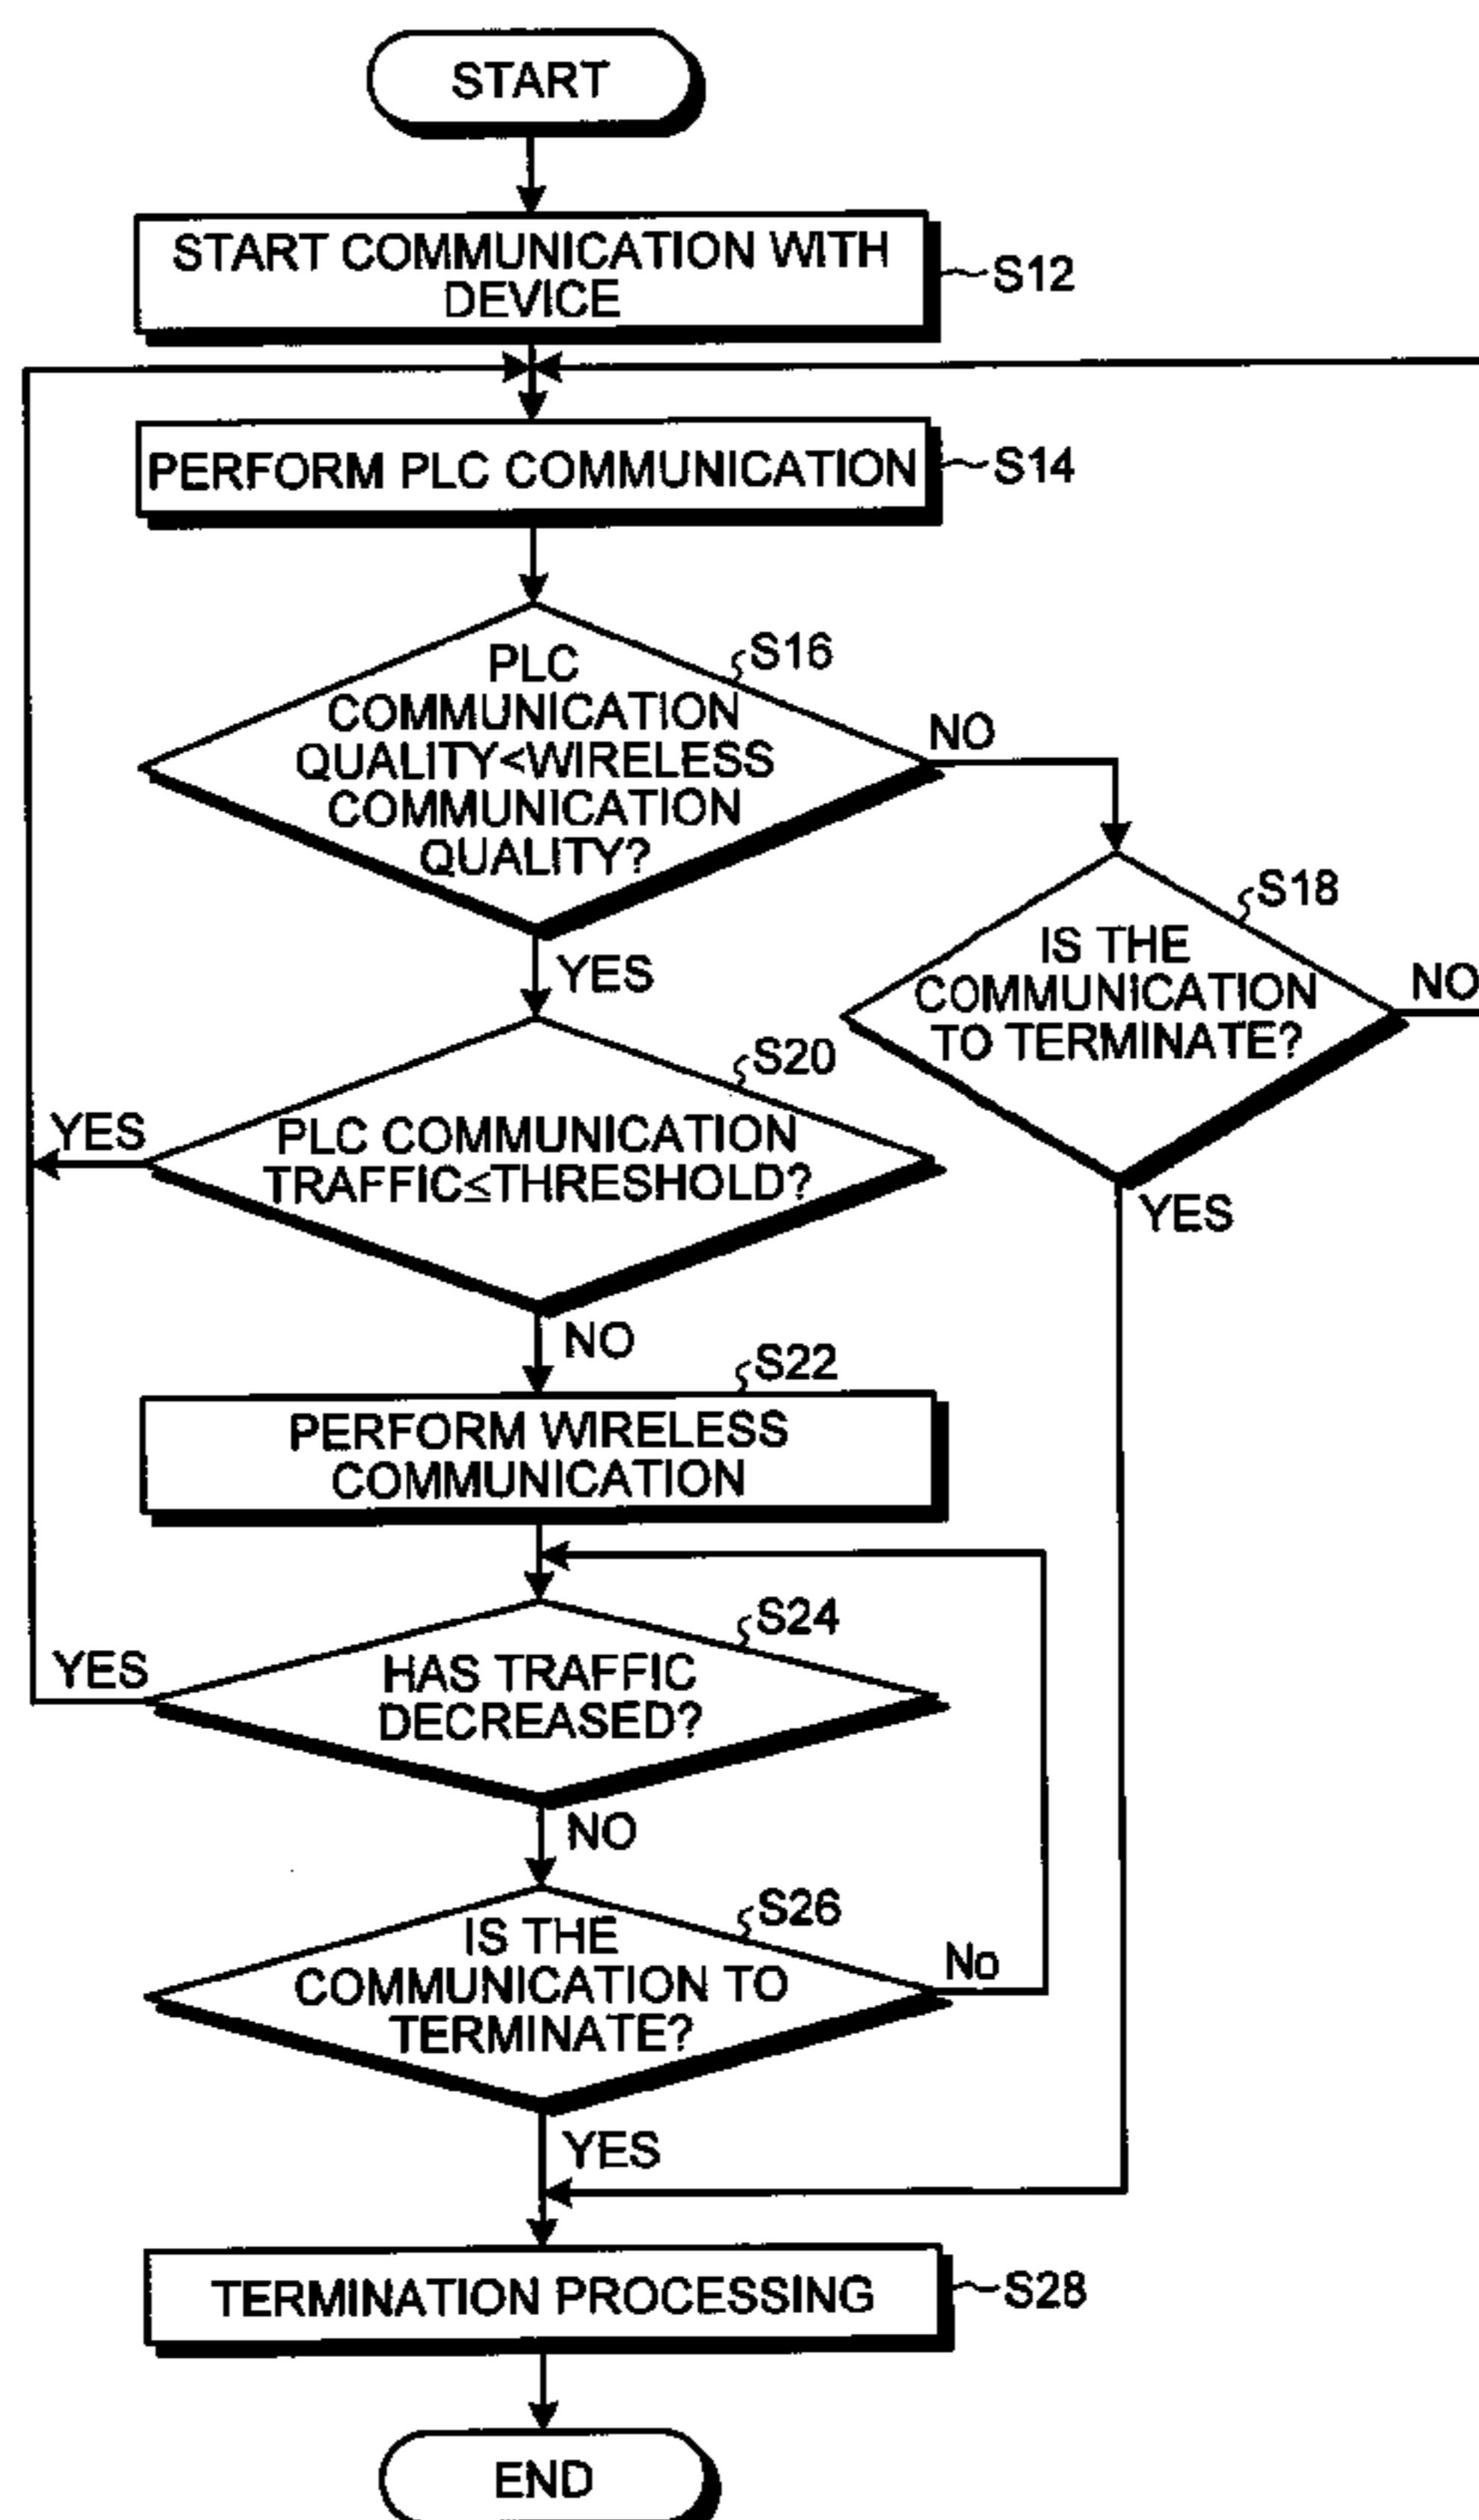 START
START COMMUNICATION WITH
DEVICE
S12
PERFORM PLC COMMUNICATION
S14
PLC
COMMUNICATION
QUALITY<WIRELESS
COMMUNICATION
QUALITY?
S16
NO
YES
IS THE
COMMUNICATION
TO TERMINATE?
S18
NO
YES
PLC COMMUNICATION
TRAFFIC≤THRESHOLD?
S20
YES
NO
PERFORM WIRELESS
COMMUNICATION
S22
HAS TRAFFIC
DECREASED?
S24
YES
NO
IS THE
COMMUNICATION TO
TERMINATE?
S26
No
YES
TERMINATION PROCESSING
S28
END